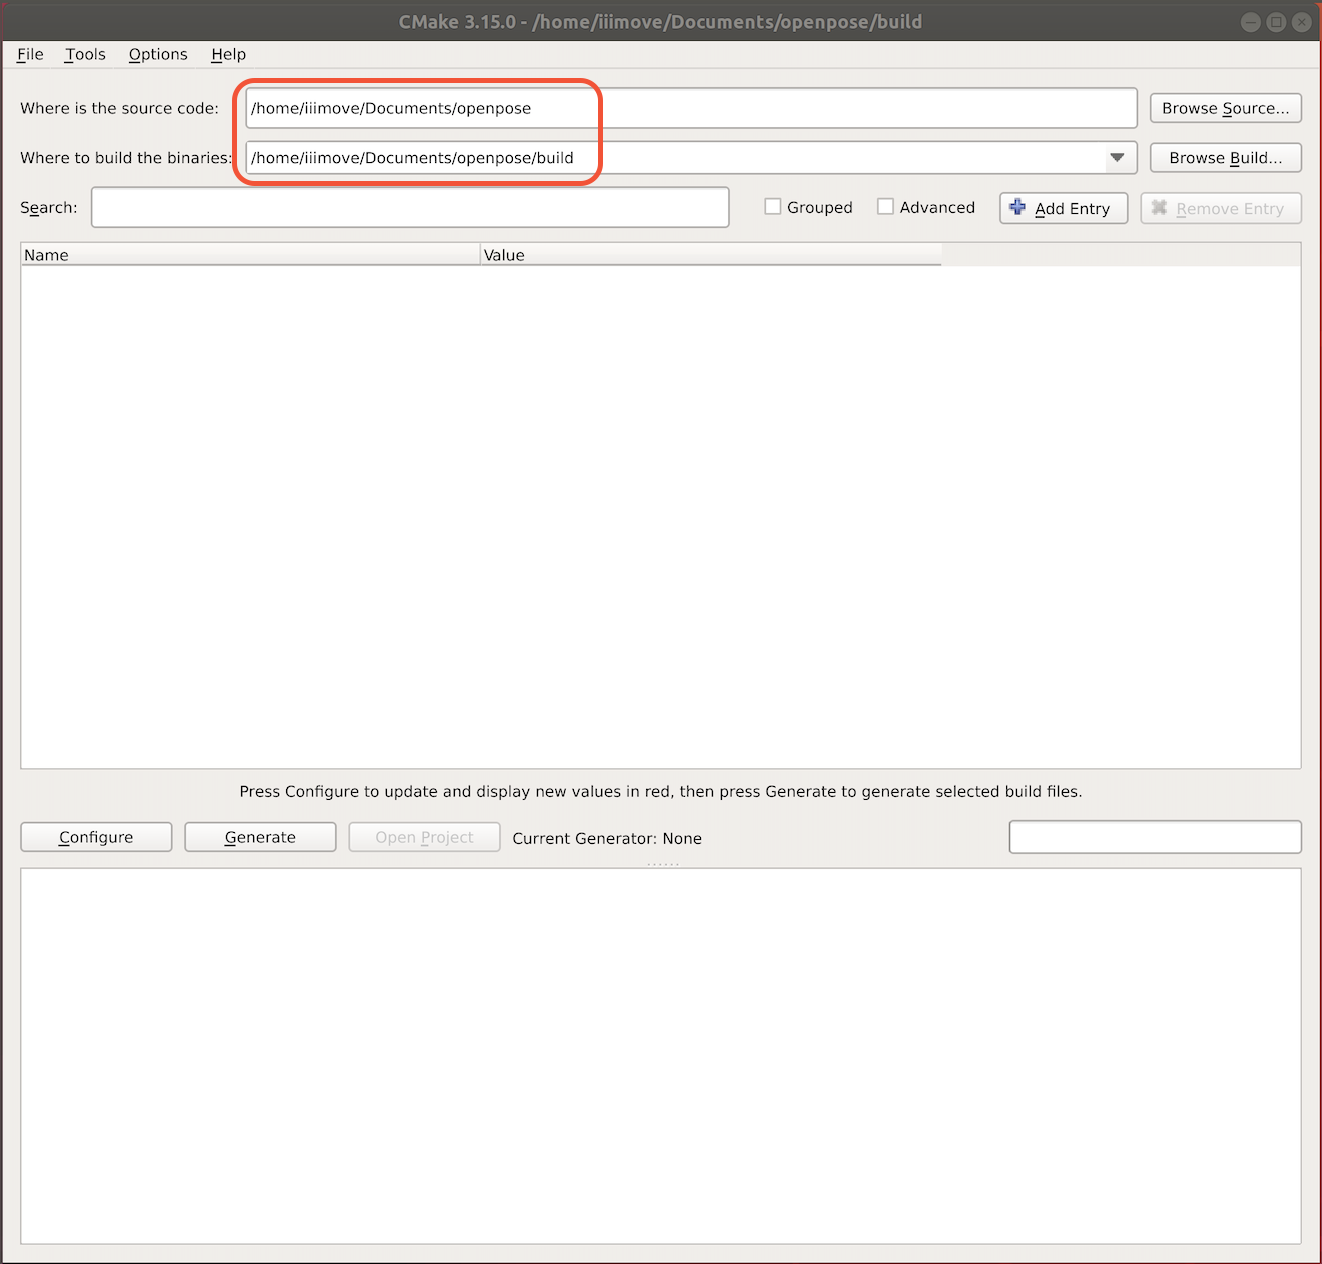 CMake 3.15.0 - /home/iiimove/Documents/openpose/build
File Tools Options Help
Where is the source code: /home/iiimove/Documents/openpose Browse Source...
Where to build the binaries: /home/iiimove/Documents/openpose/build Browse Build...
Search: Grouped Advanced Add Entry Remove Entry
Name Value
Press Configure to update and display new values in red, then press Generate to generate selected build files.
Configure Generate Open Project Current Generator: None